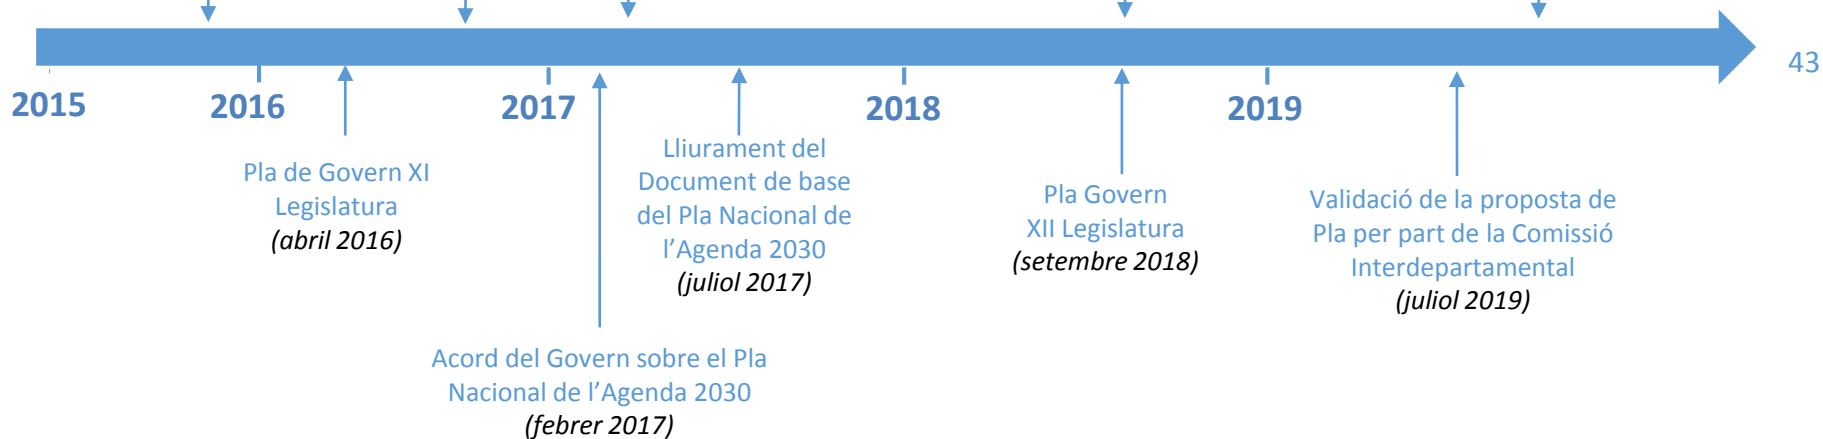 43
2015
2016
2017
2018
2019
Pla de Govern XI
Legislatura
(abril 2016)
Acord del Govern sobre el Pla
Nacional de l’Agenda 2030
(febrer 2017)
Lliurament del
Document de base
del Pla Nacional de
l’Agenda 2030
(juliol 2017)
Pla Govern
XII Legislatura
(setembre 2018)
Validació de la proposta de
Pla per part de la Comissió
Interdepartamental
(juliol 2019)